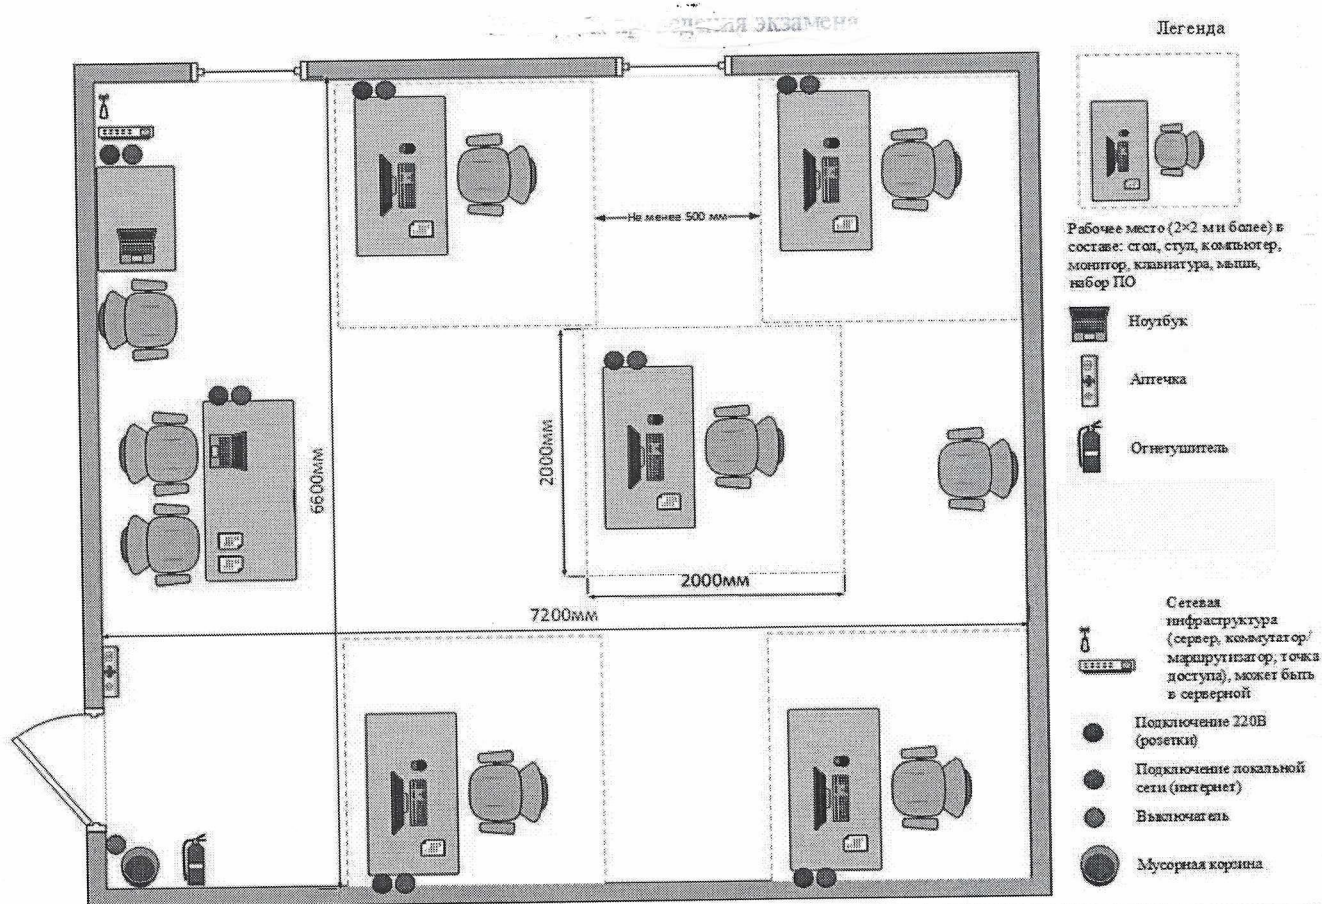 экзамена
Легенда
Не менее 500 мм
Рабочее место (2×2 м и более) в
составе: стол, стул, компьютер,
монитор, клавиатура, мышь,
набор ПО
Ноутбук
Аптечка
Огнетушитель
6600мм
2000мм
2000мм
7200мм
Сетевая
инфраструктура
(сервер, коммутатор/
маршрутизатор, точка
доступа), может быть
в серверной
Подключение 220В
(розетки)
Подключение локальной
сети (интернет)
Выключатель
Мусорная корзина